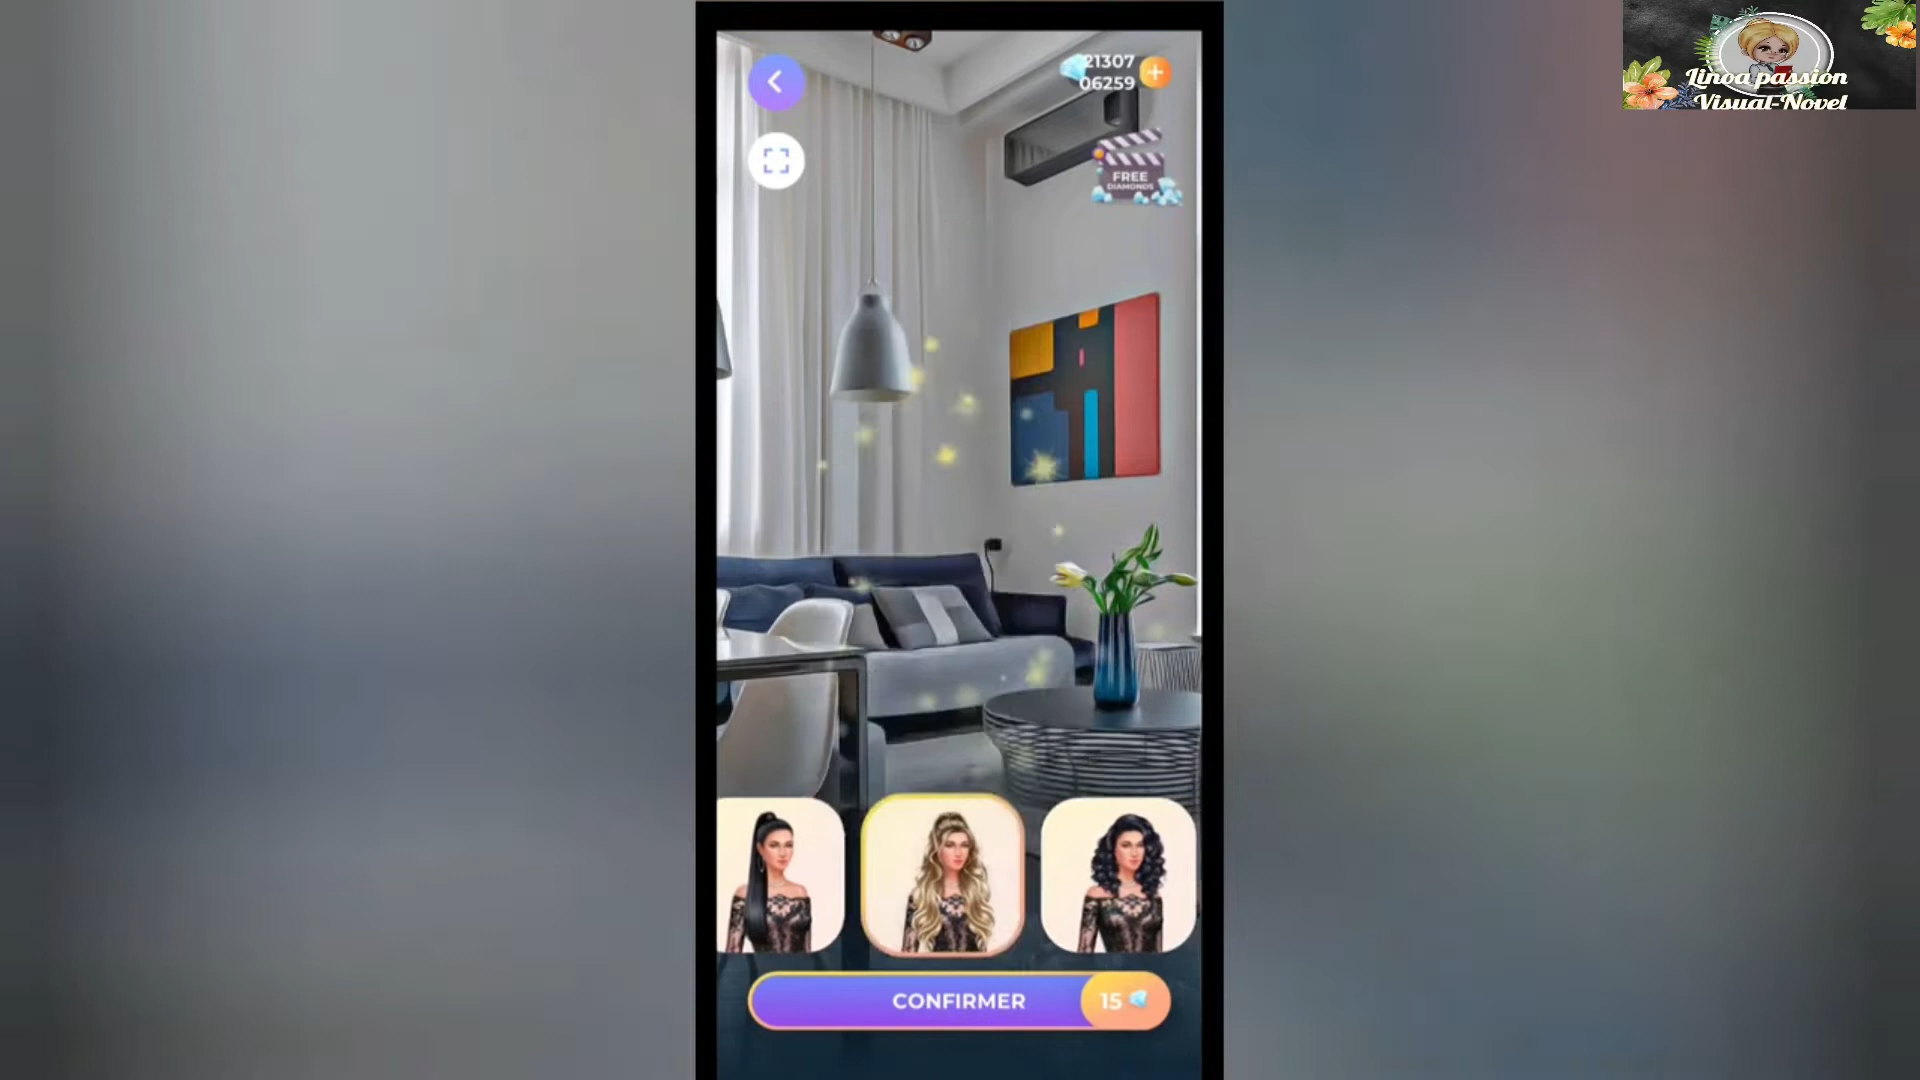 21307
06259
FREE
DIAMONDS
CONFIRMER
15
Linoa passion
Visual-Novel